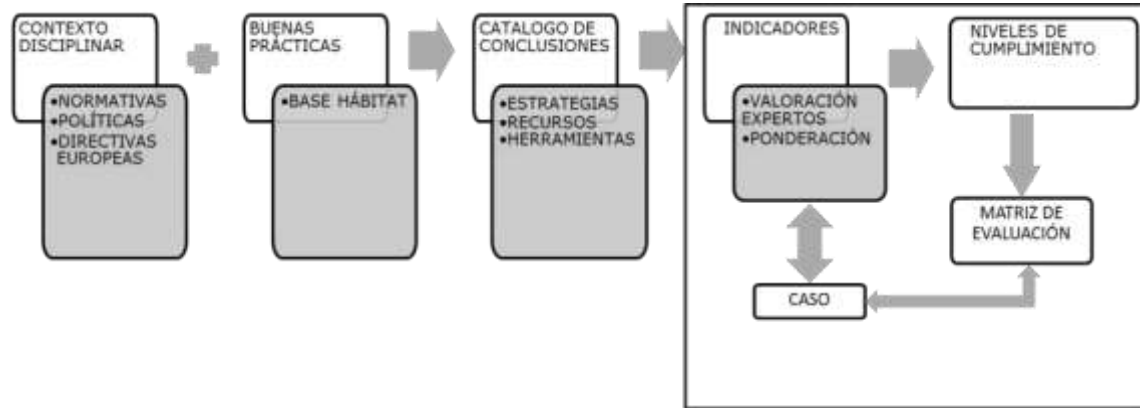 CONTEXTO
DISCIPLINAR
•NORMATIVAS
•POLÍTICAS
•DIRECTIVAS
EUROPEAS
BUENAS
PRÁCTICAS
•BASE HÁBITAT
CATALOGO DE
CONCLUSIONES
•ESTRATEGIAS
•RECURSOS
•HERRAMIENTAS
INDICADORES
•VALORACIÓN
EXPERTOS
•PONDERACIÓN
NIVELES DE
CUMPLIMIENTO
MATRIZ DE
EVALUACIÓN
CASO